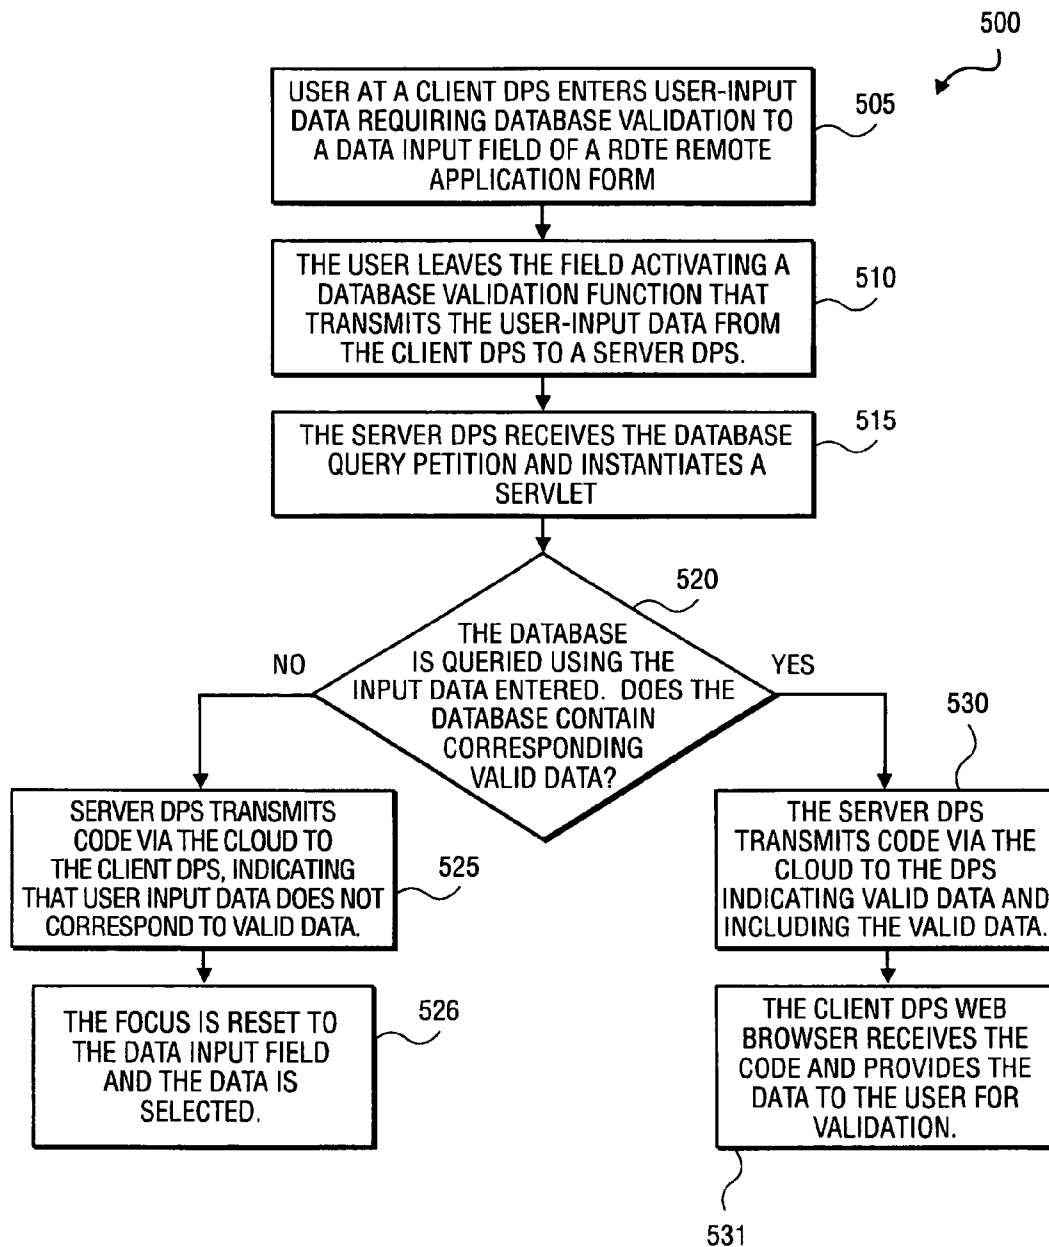 500
USER AT A CLIENT DPS ENTERS USER-INPUT
DATA REQUIRING DATABASE VALIDATION TO
A DATA INPUT FIELD OF A RDTE REMOTE
APPLICATION FORM
505
THE USER LEAVES THE FIELD ACTIVATING A
DATABASE VALIDATION FUNCTION THAT
TRANSMITS THE USER-INPUT DATA FROM
THE CLIENT DPS TO A SERVER DPS.
510
THE SERVER DPS RECEIVES THE DATABASE
QUERY PETITION AND INSTANTIATES A
SERVLET
515
520
THE DATABASE
IS QUERIED USING THE
INPUT DATA ENTERED. DOES THE
DATABASE CONTAIN
CORRESPONDING
VALID DATA?
NO
YES
SERVER DPS TRANSMITS
CODE VIA THE CLOUD TO
THE CLIENT DPS, INDICATING
THAT USER INPUT DATA DOES NOT
CORRESPOND TO VALID DATA.
525
THE FOCUS IS RESET TO
THE DATA INPUT FIELD
AND THE DATA IS
SELECTED.
526
530
THE SERVER DPS
TRANSMITS CODE VIA THE
CLOUD TO THE DPS
INDICATING VALID DATA AND
INCLUDING THE VALID DATA.
THE CLIENT DPS WEB
BROWSER RECEIVES THE
CODE AND PROVIDES THE
DATA TO THE USER FOR
VALIDATION.
531